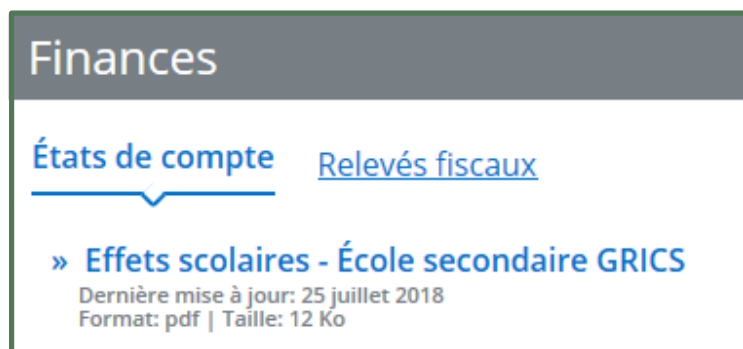 Finances
États de compte Relevés fiscaux
» Effets scolaires - École secondaire GRICS
Dernière mise à jour: 25 juillet 2018
Format: pdf | Taille: 12 Ko